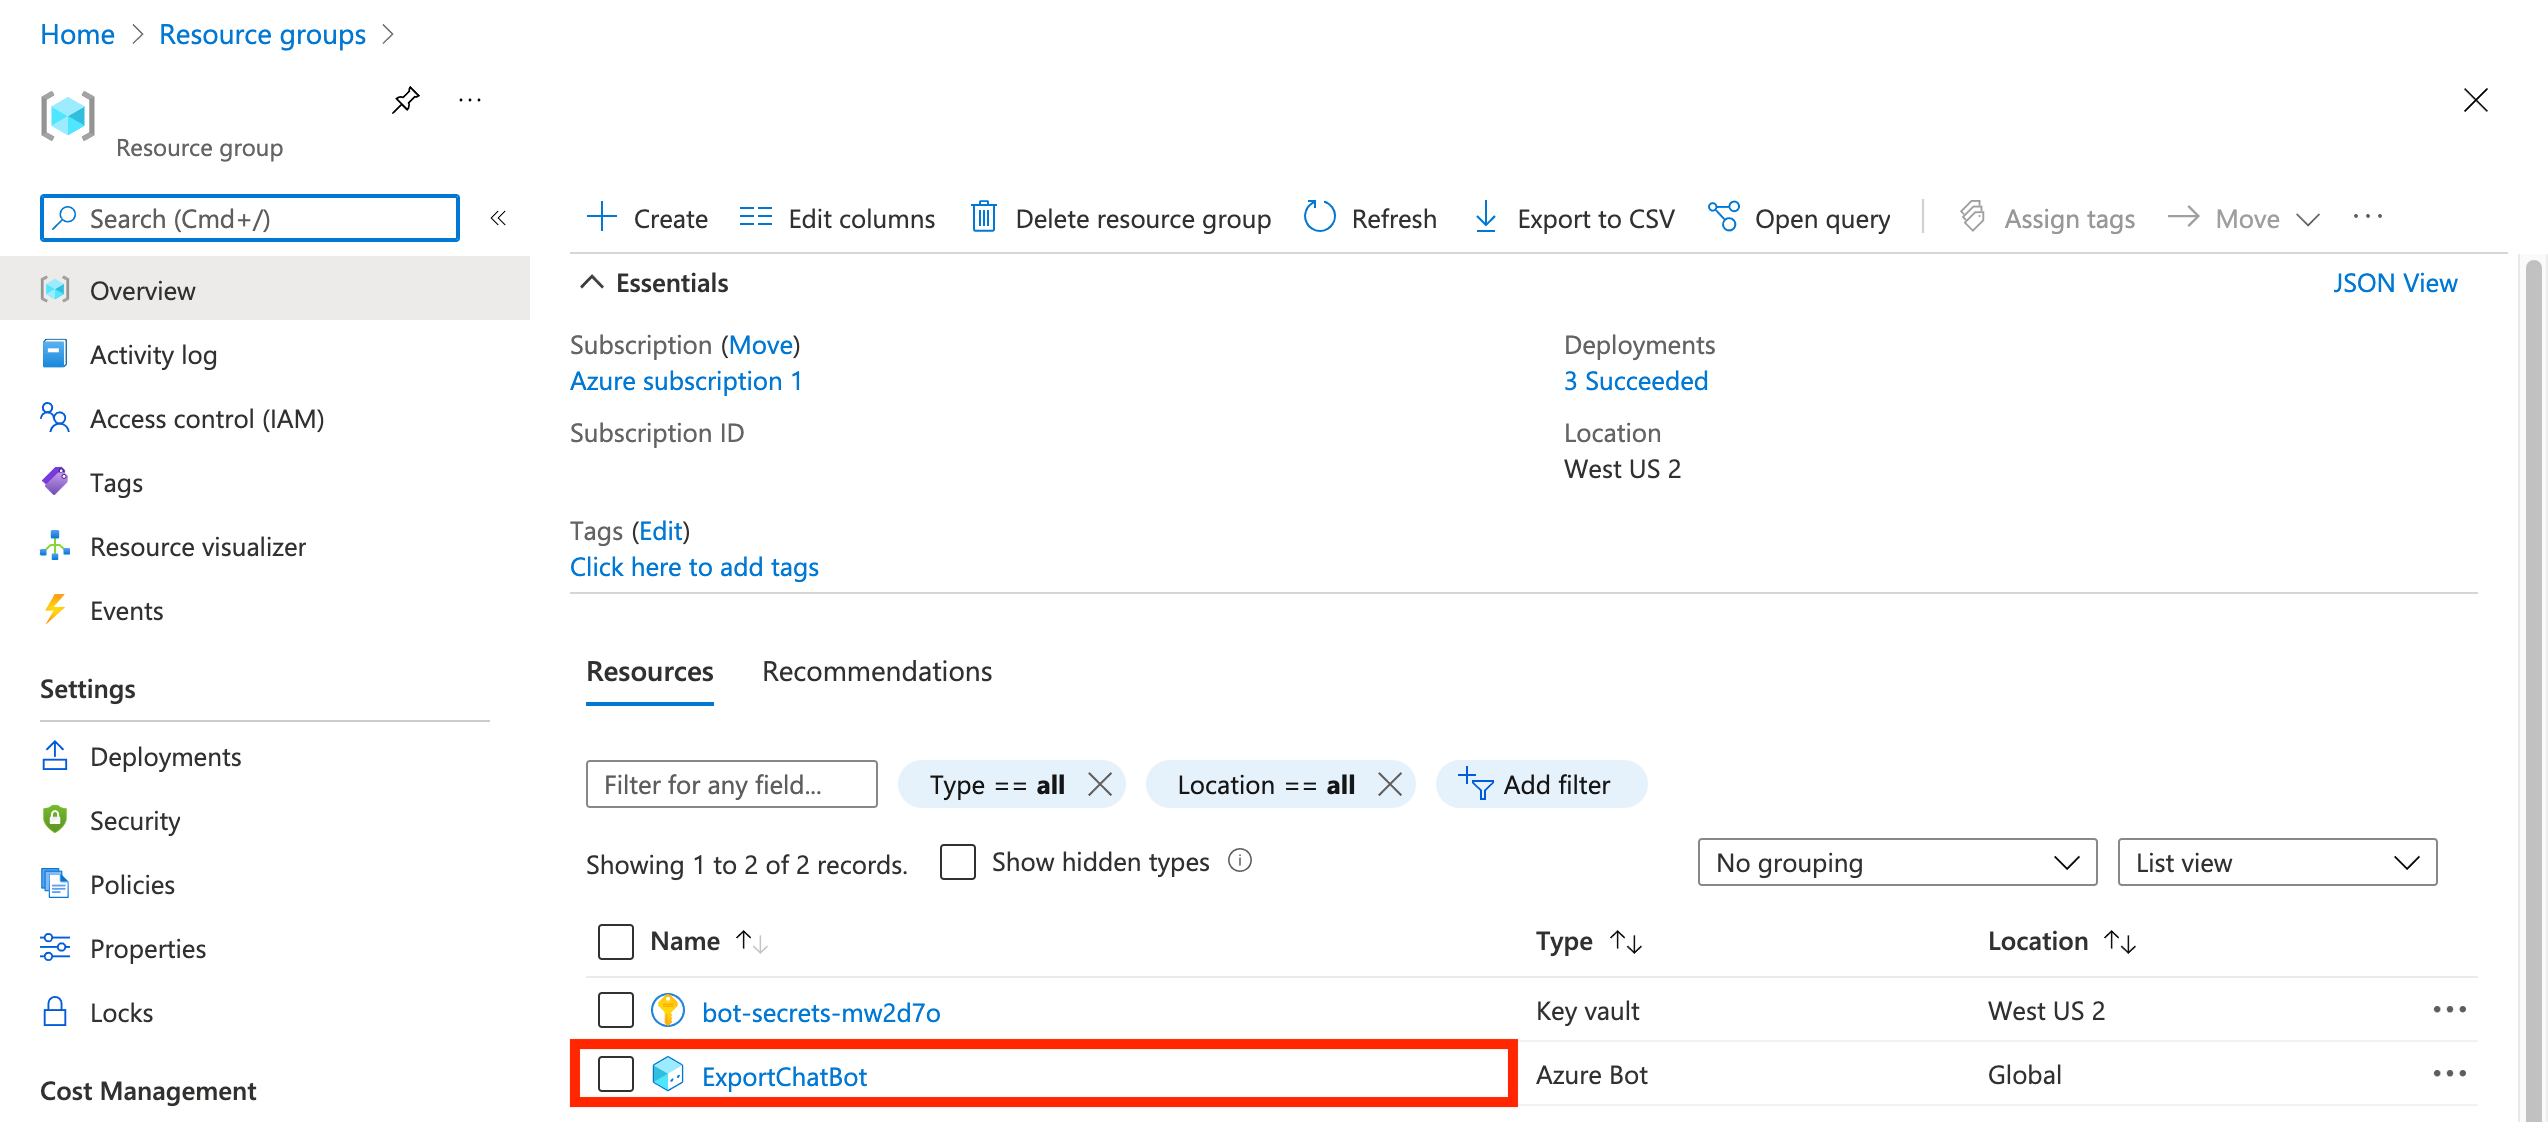 Home > Resource groups >
Resource group
Search (Cmd+/)
«
Create
Edit columns
Delete resource group
Refresh
Export to CSV
Open query
Assign tags
Move
Overview
Activity log
Access control (IAM)
Tags
Resource visualizer
Events
Settings
Deployments
Security
Policies
Properties
Locks
Cost Management
Essentials
JSON View
Subscription (Move)
Azure subscription 1
Subscription ID
Deployments
3 Succeeded
Location
West US 2
Tags (Edit)
Click here to add tags
Resources
Recommendations
Filter for any field...
Type == all
Location == all
Add filter
Showing 1 to 2 of 2 records.
Show hidden types
No grouping
List view
Name
Type
Location
bot-secrets-mw2d7o
Key vault
West US 2
ExportChatBot
Azure Bot
Global